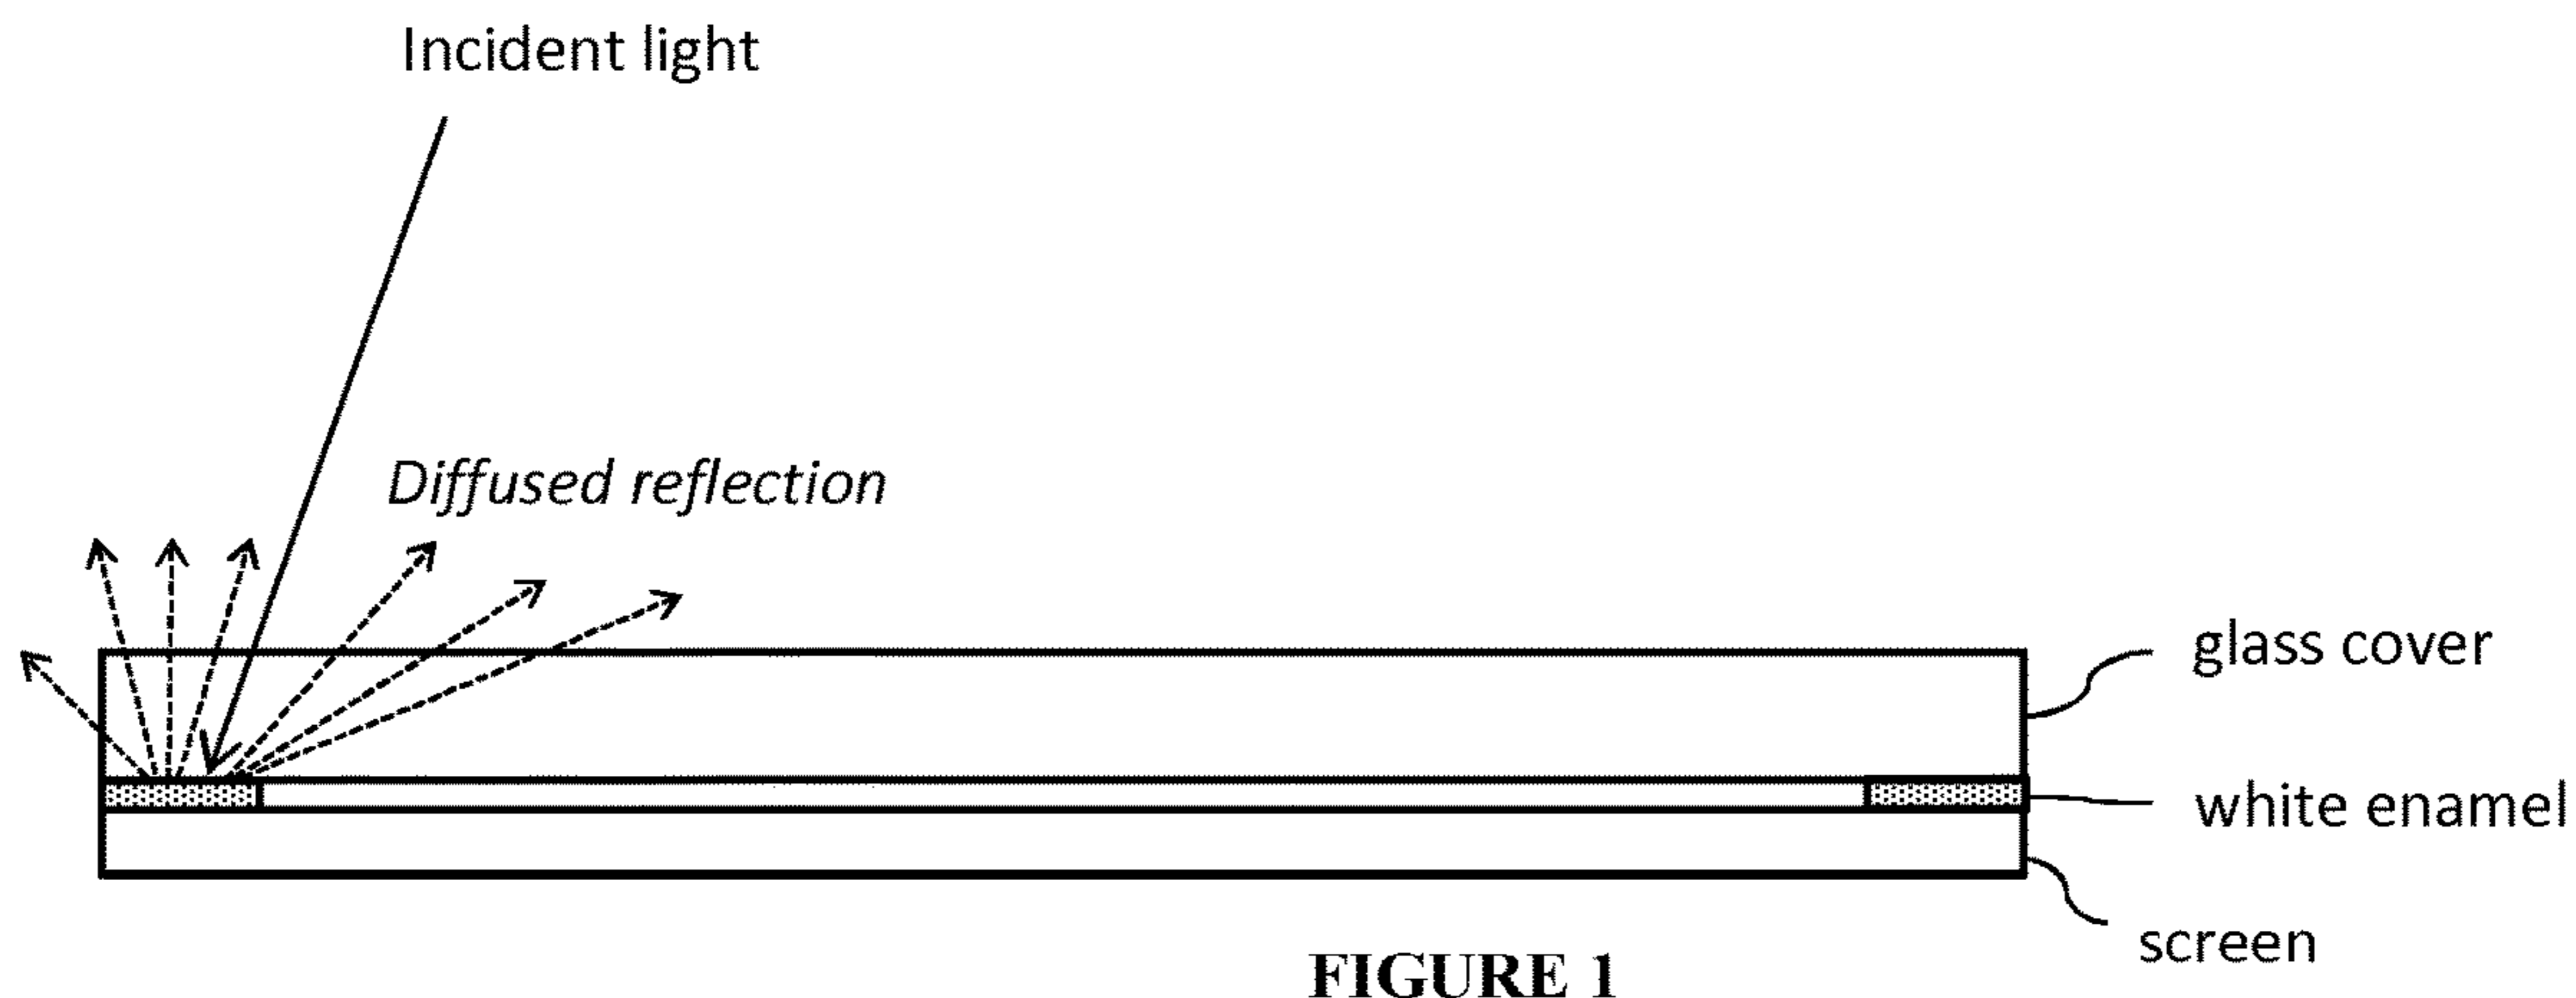 Incident light
Diffused reflection
glass cover
white enamel
screen
FIGURE 1